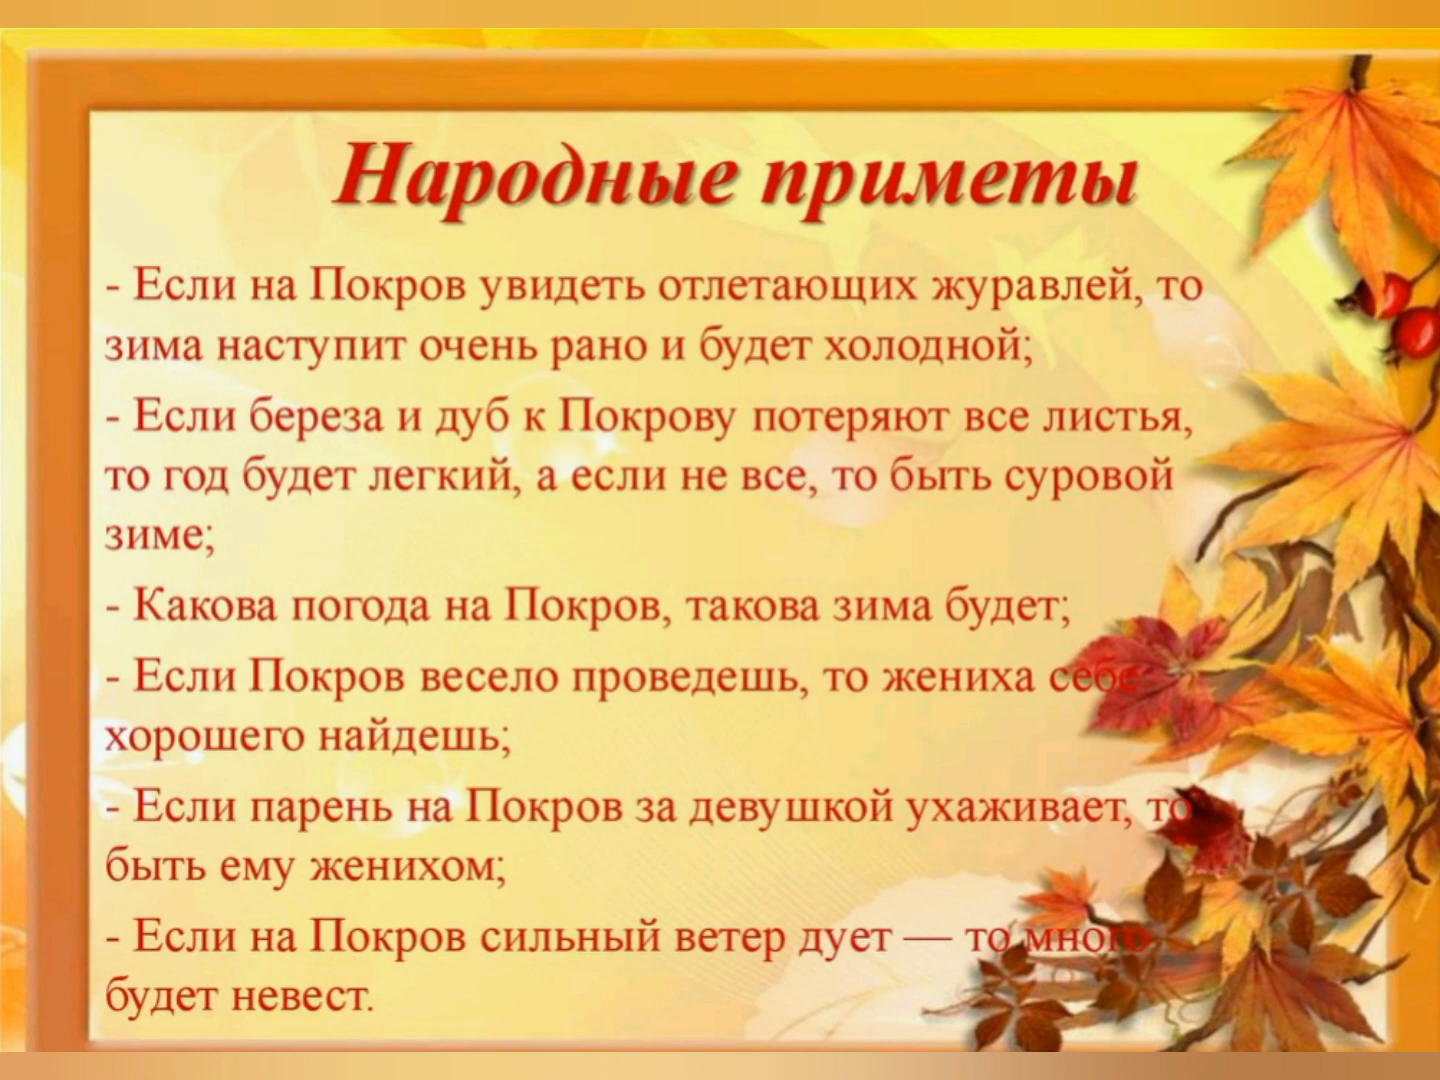 Народные приметы
- Если на Покров увидеть отлетающих журавлей, то
зима наступит очень рано и будет холодной;
- Если береза и дуб к Покрову потеряют все листья,
то год будет легкий, а если не все, то быть суровой
зиме;
- Какова погода на Покров, такова зима будет;
- Если Покров весело проведешь, то жениха себе
хорошего найдешь;
- Если парень на Покров за девушкой ухаживает, то
быть ему женихом;
- Если на Покров сильный ветер дует — то много
будет невест.